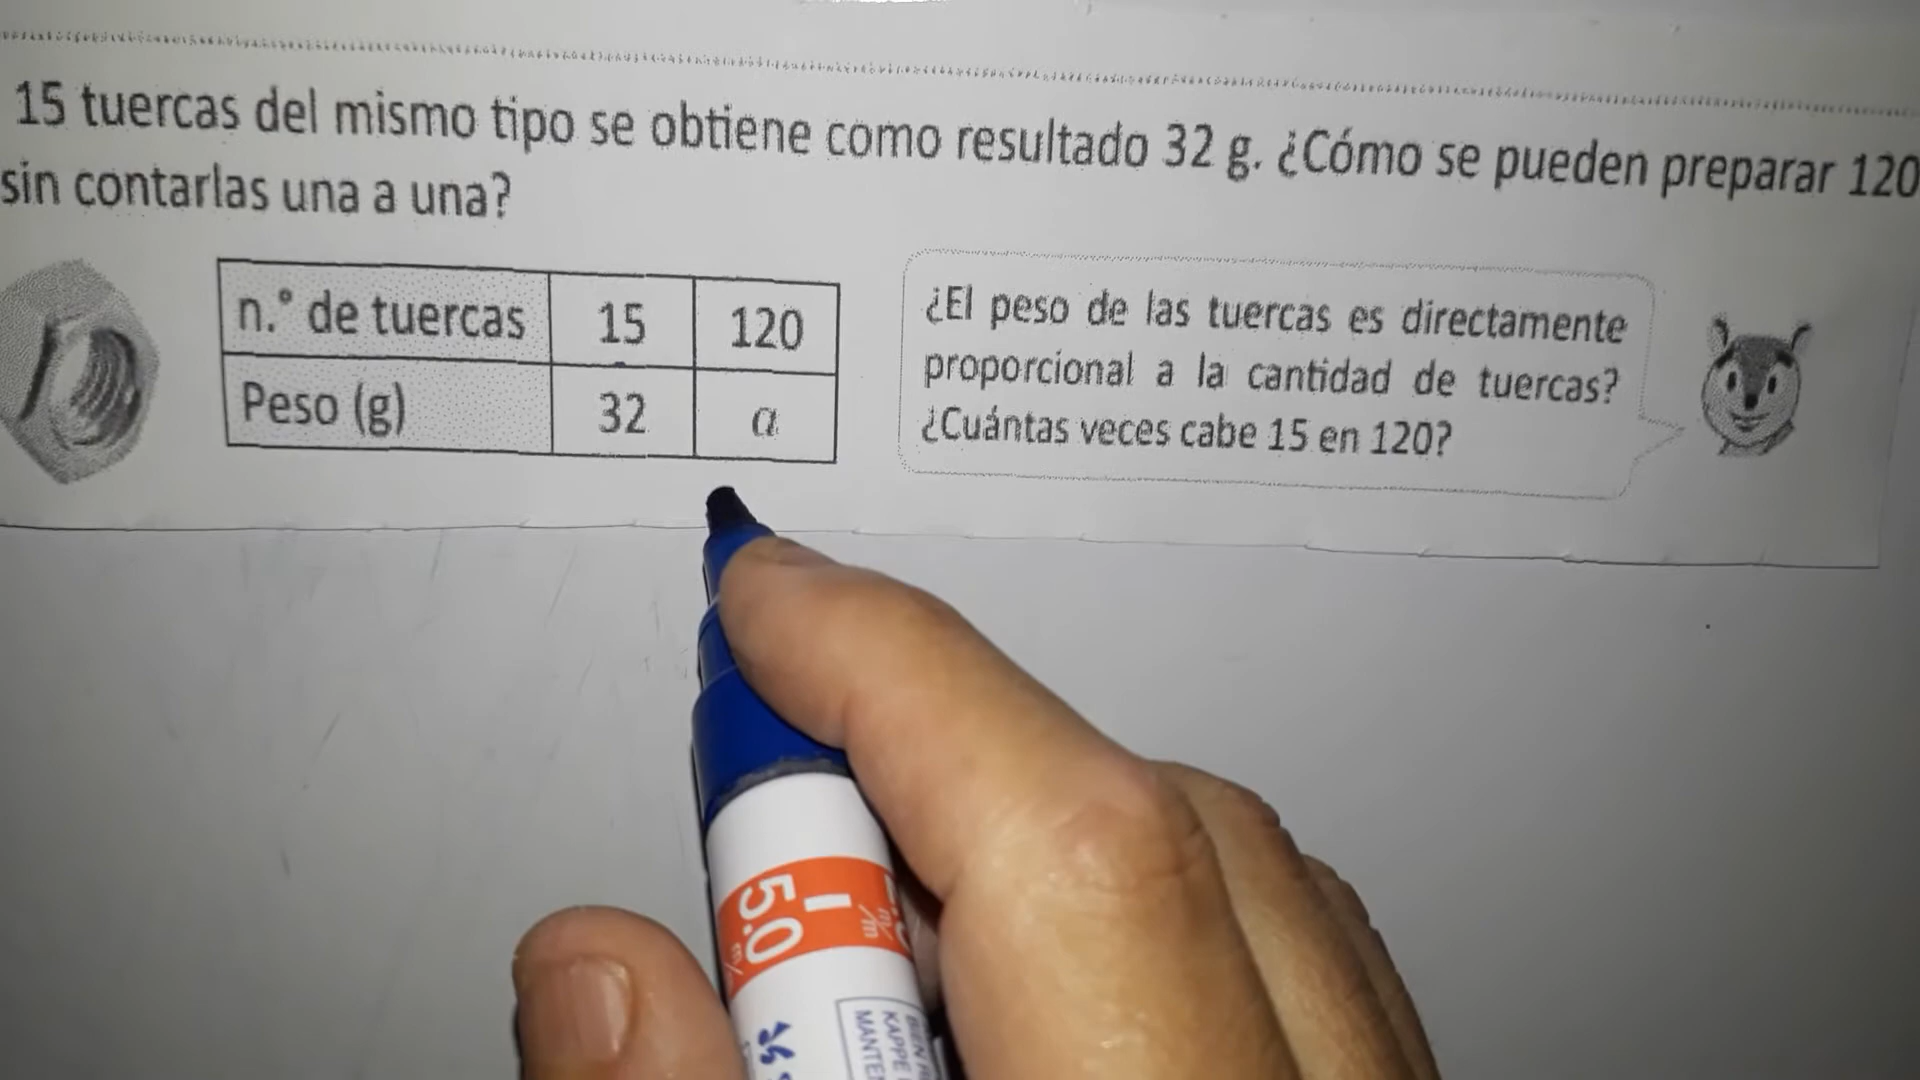 15 tuercas del mismo tipo se obtiene como resultado 32 g. ¿Cómo se pueden preparar 120
sin contarlas una a una?
n.° de tuercas 15 120
Peso (g) 32 a
¿El peso de las tuercas es directamente
proporcional a la cantidad de tuercas?
¿Cuántas veces cabe 15 en 120?
5.0